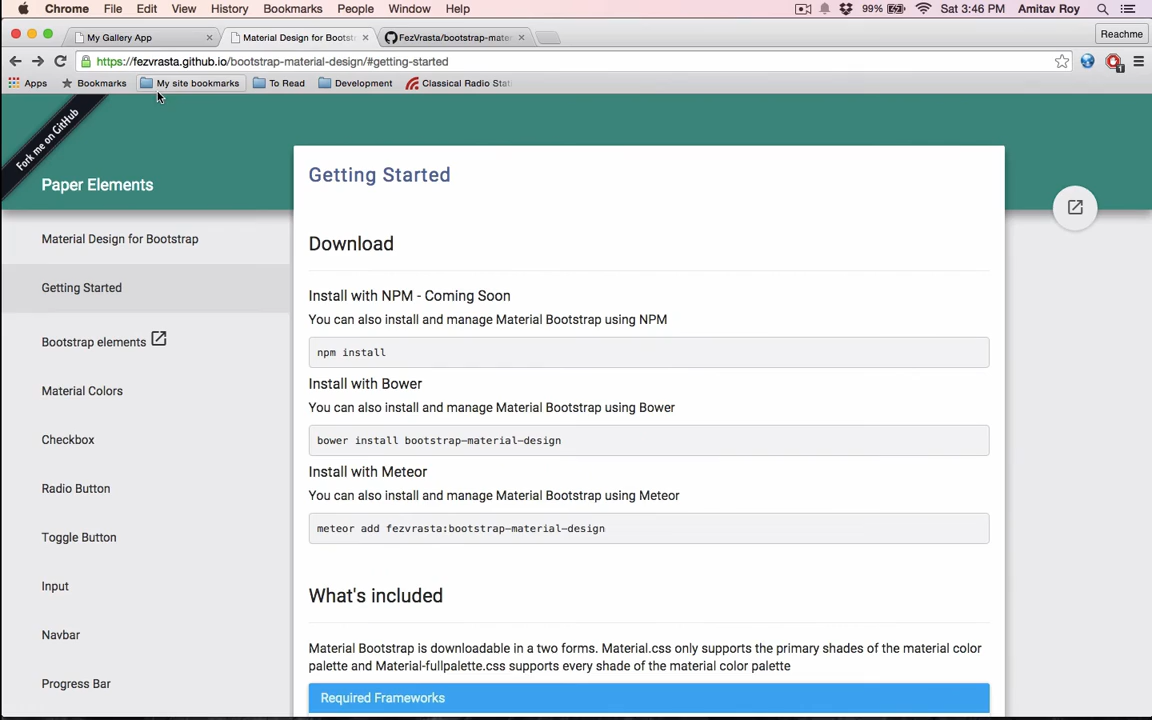 Chrome File Edit View History Bookmarks People Window Help 99% Sat 3:46 PM Amitav Roy
My Gallery App Material Design for Bootst FezVrasta/bootstrap-mate Reachme
https://fezvrasta.github.io/bootstrap-material-design/#getting-started
Apps Bookmarks My site bookmarks To Read Development Classical Radio Stati
Fork me on GitHub
Paper Elements
Material Design for Bootstrap
Getting Started
Bootstrap elements
Material Colors
Checkbox
Radio Button
Toggle Button
Input
Navbar
Progress Bar
Getting Started
Download
Install with NPM - Coming Soon
You can also install and manage Material Bootstrap using NPM
npm install
Install with Bower
You can also install and manage Material Bootstrap using Bower
bower install bootstrap-material-design
Install with Meteor
You can also install and manage Material Bootstrap using Meteor
meteor add fezvrasta:bootstrap-material-design
What's included
Material Bootstrap is downloadable in a two forms. Material.css only supports the primary shades of the material color
palette and Material-fullpalette.css supports every shade of the material color palette
Required Frameworks